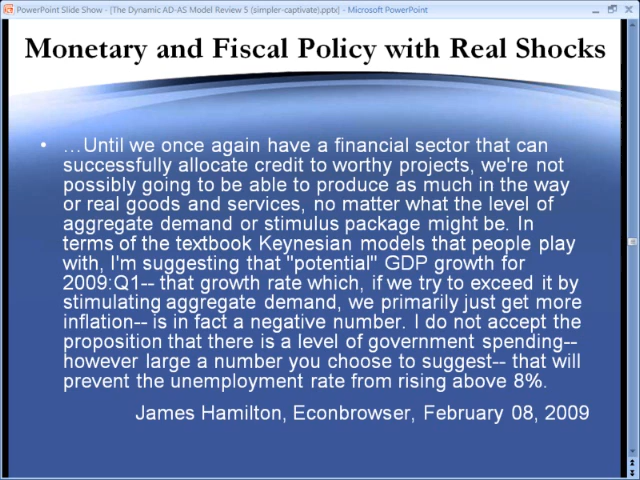 PowerPoint Slide Show - [The Dynamic AD-AS Model Review 5 (simpler-captivate).pptx] - Microsoft PowerPoint
Monetary and Fiscal Policy with Real Shocks
• …Until we once again have a financial sector that can
successfully allocate credit to worthy projects, we're not
possibly going to be able to produce as much in the way
or real goods and services, no matter what the level of
aggregate demand or stimulus package might be. In
terms of the textbook Keynesian models that people play
with, I'm suggesting that "potential" GDP growth for
2009:Q1-- that growth rate which, if we try to exceed it by
stimulating aggregate demand, we primarily just get more
inflation-- is in fact a negative number. I do not accept the
proposition that there is a level of government spending--
however large a number you choose to suggest-- that will
prevent the unemployment rate from rising above 8%.
James Hamilton, Econbrowser, February 08, 2009